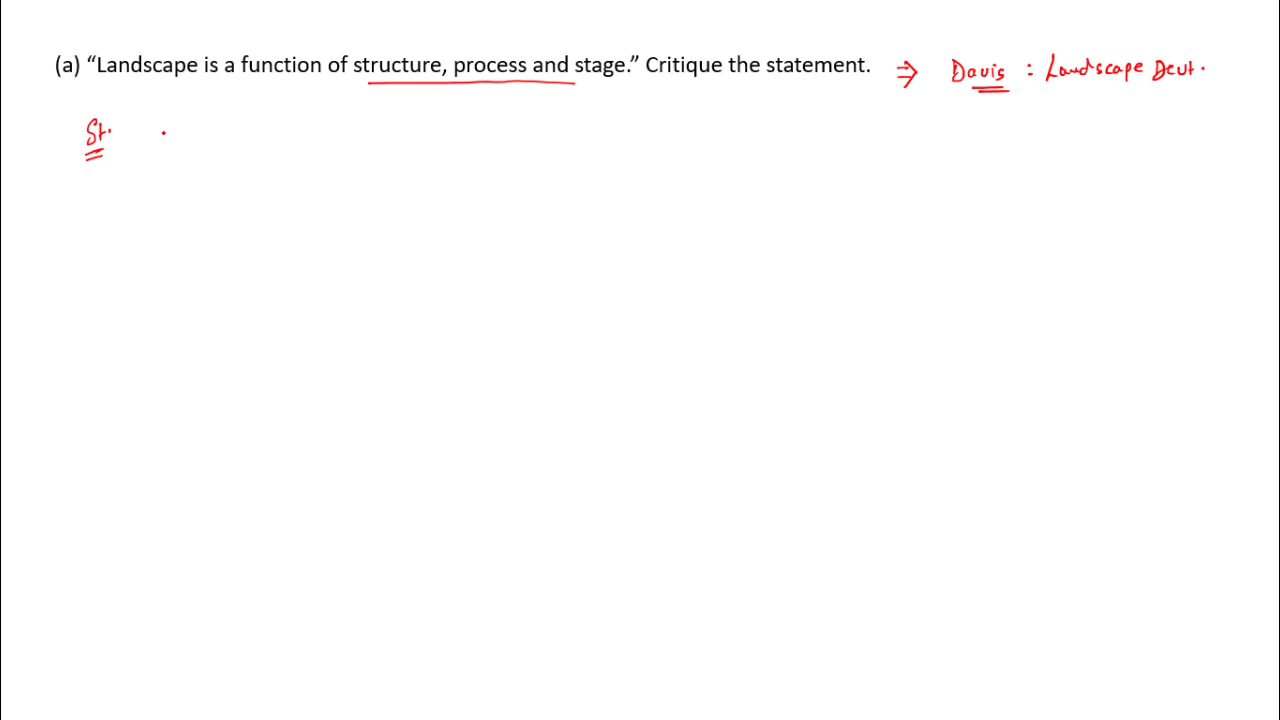 (a) “Landscape is a function of structure, process and stage.” Critique the statement. ⇒ Davis : Landscape Devt.
St.